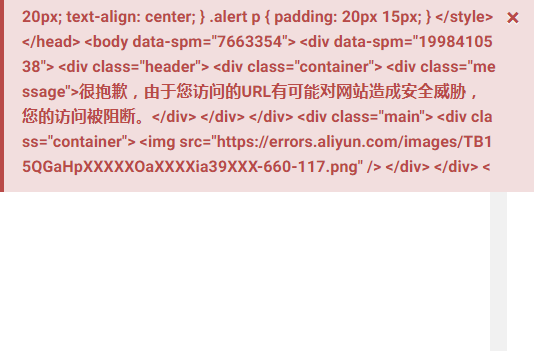 20px; text-align: center; } .alert p { padding: 20px 15px; } </style>
</head> <body data-spm="7663354"> <div data-spm="19984105
38"> <div class="header"> <div class="container"> <div class="me
ssage">很抱歉，由于您访问的URL有可能对网站造成安全威胁，
您的访问被阻断。</div> </div> </div> <div class="main"> <div cla
ss="container"> <img src="https://errors.aliyun.com/images/TB1
5QGaHpXXXXXOaXXXXia39XXX-660-117.png" /> </div> </div> <